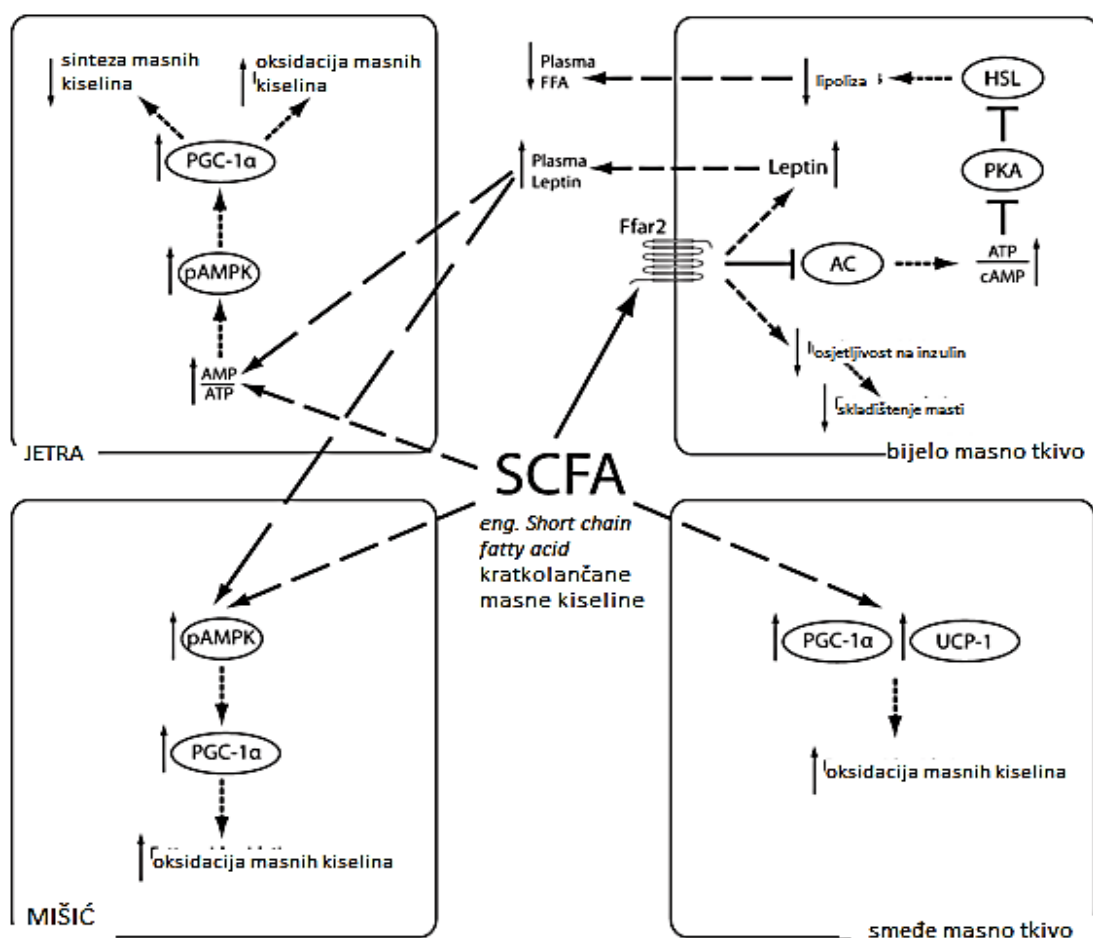 sinteza masnih
kiselina
oksidacija masnih
kiselina
PGC-1α
pAMPK
AMP
ATP
JETRA
Plasma
FFA
Plasma
Leptin
lipoliza
HSL
Leptin
PKA
Ffar2
AC
ATP
cAMP
osjetljivost na inzulin
skladištenje masti
bijelo masno tkivo
SCFA
eng. Short chain
fatty acid
kratkolančane
masne kiseline
pAMPK
PGC-1α
oksidacija masnih kiselina
MIŠIĆ
PGC-1α
UCP-1
oksidacija masnih kiselina
smeđe masno tkivo